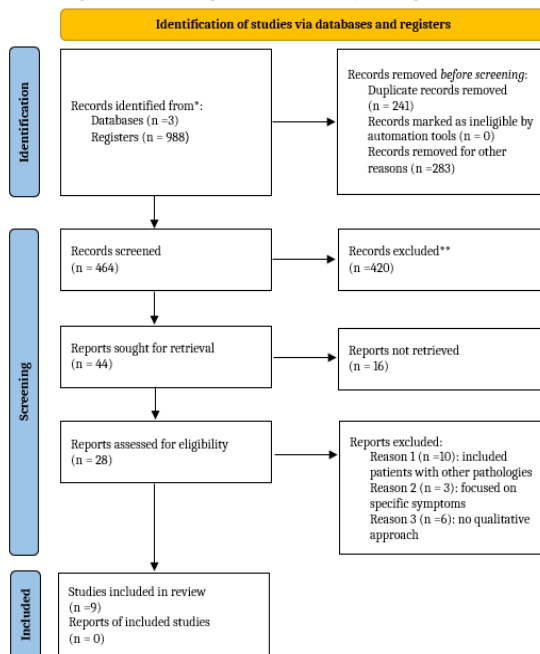 Identification of studies via databases and registers
Identification
Records identified from*:
Databases (n =3)
Registers (n = 988)
Records removed before screening:
Duplicate records removed
(n = 241)
Records marked as ineligible by
automation tools (n = 0)
Records removed for other
reasons (n =283)
Screening
Records screened
(n = 464)
Records excluded**
(n =420)
Reports sought for retrieval
(n = 44)
Reports not retrieved
(n = 16)
Reports assessed for eligibility
(n = 28)
Reports excluded:
Reason 1 (n =10): included
patients with other pathologies
Reason 2 (n = 3): focused on
specific symptoms
Reason 3 (n =6): no qualitative
approach
Included
Studies included in review
(n =9)
Reports of included studies
(n = 0)